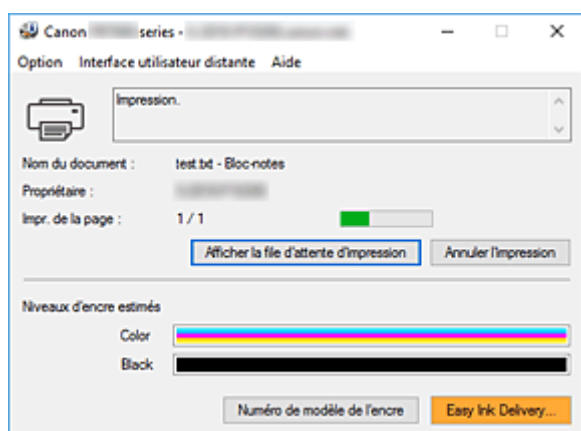 Canon series -
Option Interface utilisateur distante Aide
Impression.
Nom du document : test.txt - Bloc-notes
Propriétaire :
Impr. de la page : 1 / 1
Afficher la file d'attente d'impression Annuler l'impression
Niveaux d'encre estimés
Color
Black
Numéro de modèle de l'encre Easy Ink Delivery...